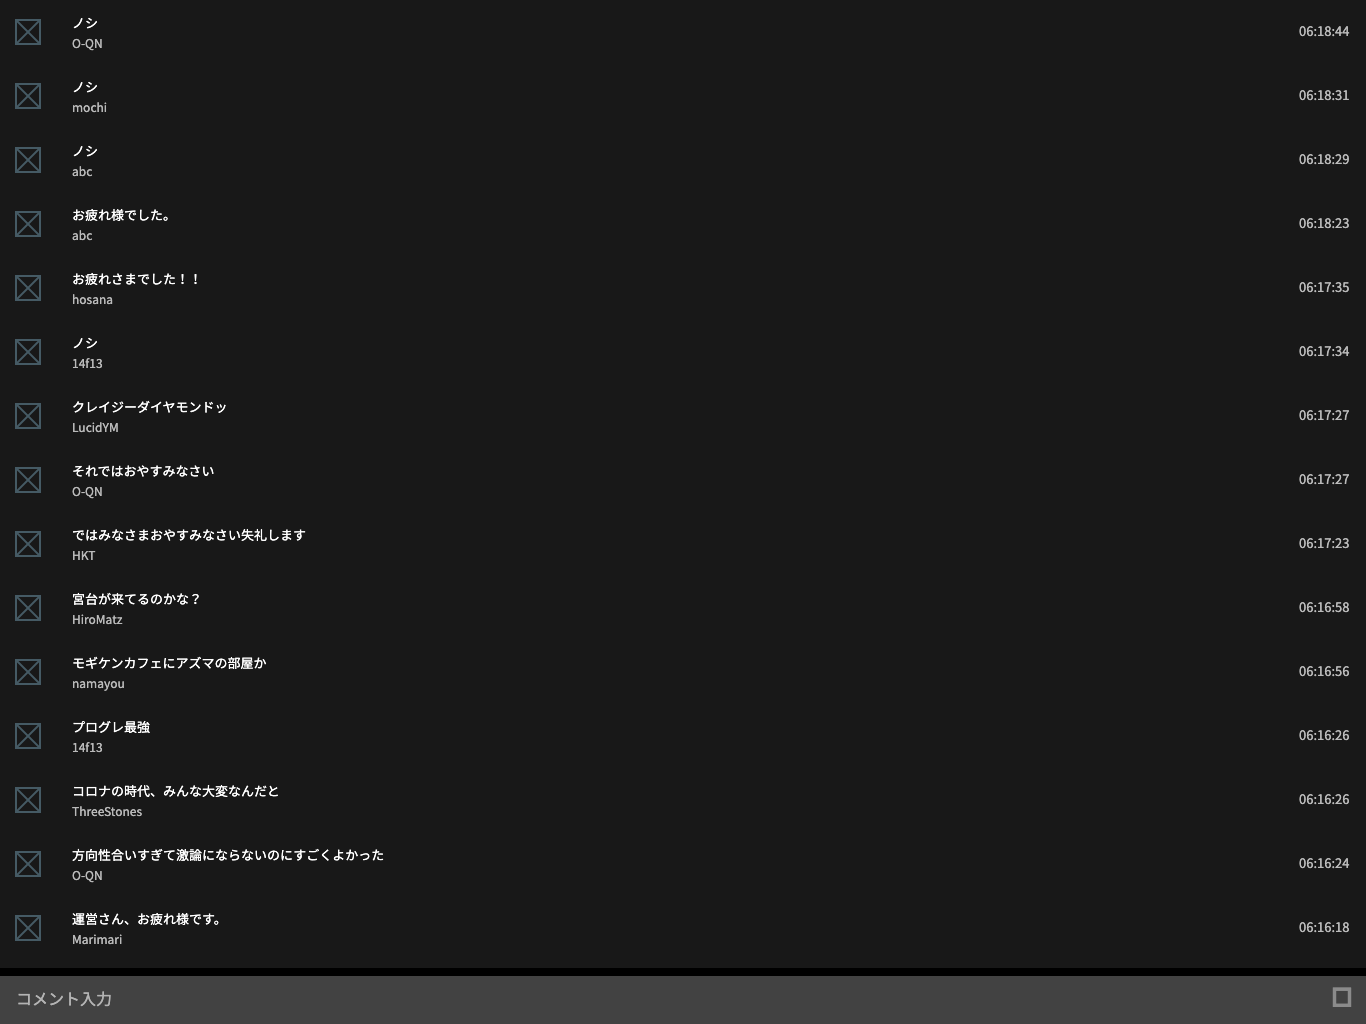 ノシ
O-QN
06:18:44
ノシ
mochi
06:18:31
ノシ
abc
06:18:29
お疲れ様でした。
abc
06:18:23
お疲れさまでした！！
hosana
06:17:35
ノシ
14f13
06:17:34
クレイジーダイヤモンドッ
LucidYM
06:17:27
それではおやすみなさい
O-QN
06:17:27
ではみなさまおやすみなさい失礼します
HKT
06:17:23
宮台が来てるのかな？
HiroMatz
06:16:58
モギケンカフェにアズマの部屋か
namayou
06:16:56
プログレ最強
14f13
06:16:26
コロナの時代、みんな大変なんだと
ThreeStones
06:16:26
方向性合いすぎて激論にならないのにすごくよかった
O-QN
06:16:24
運営さん、お疲れ様です。
Marimari
06:16:18
コメント入力